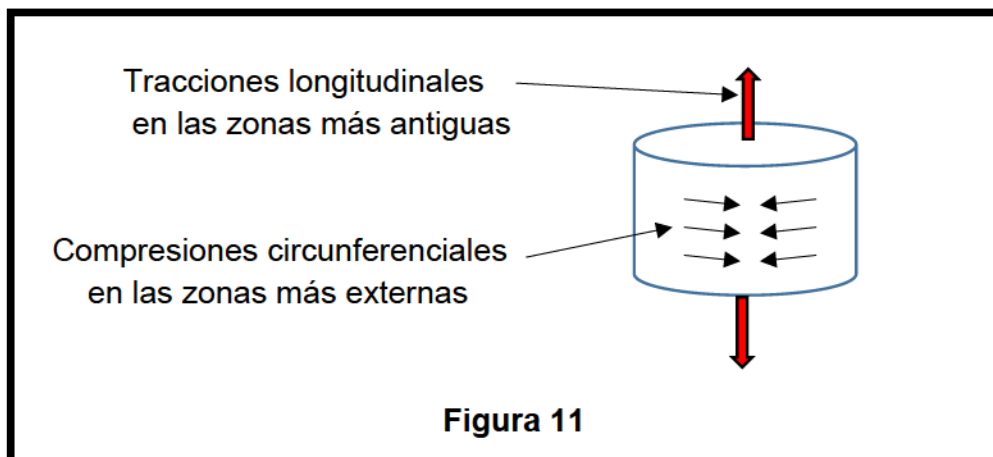 Tracciones longitudinales
en las zonas más antiguas
Compresiones circunferenciales
en las zonas más externas
Figura 11